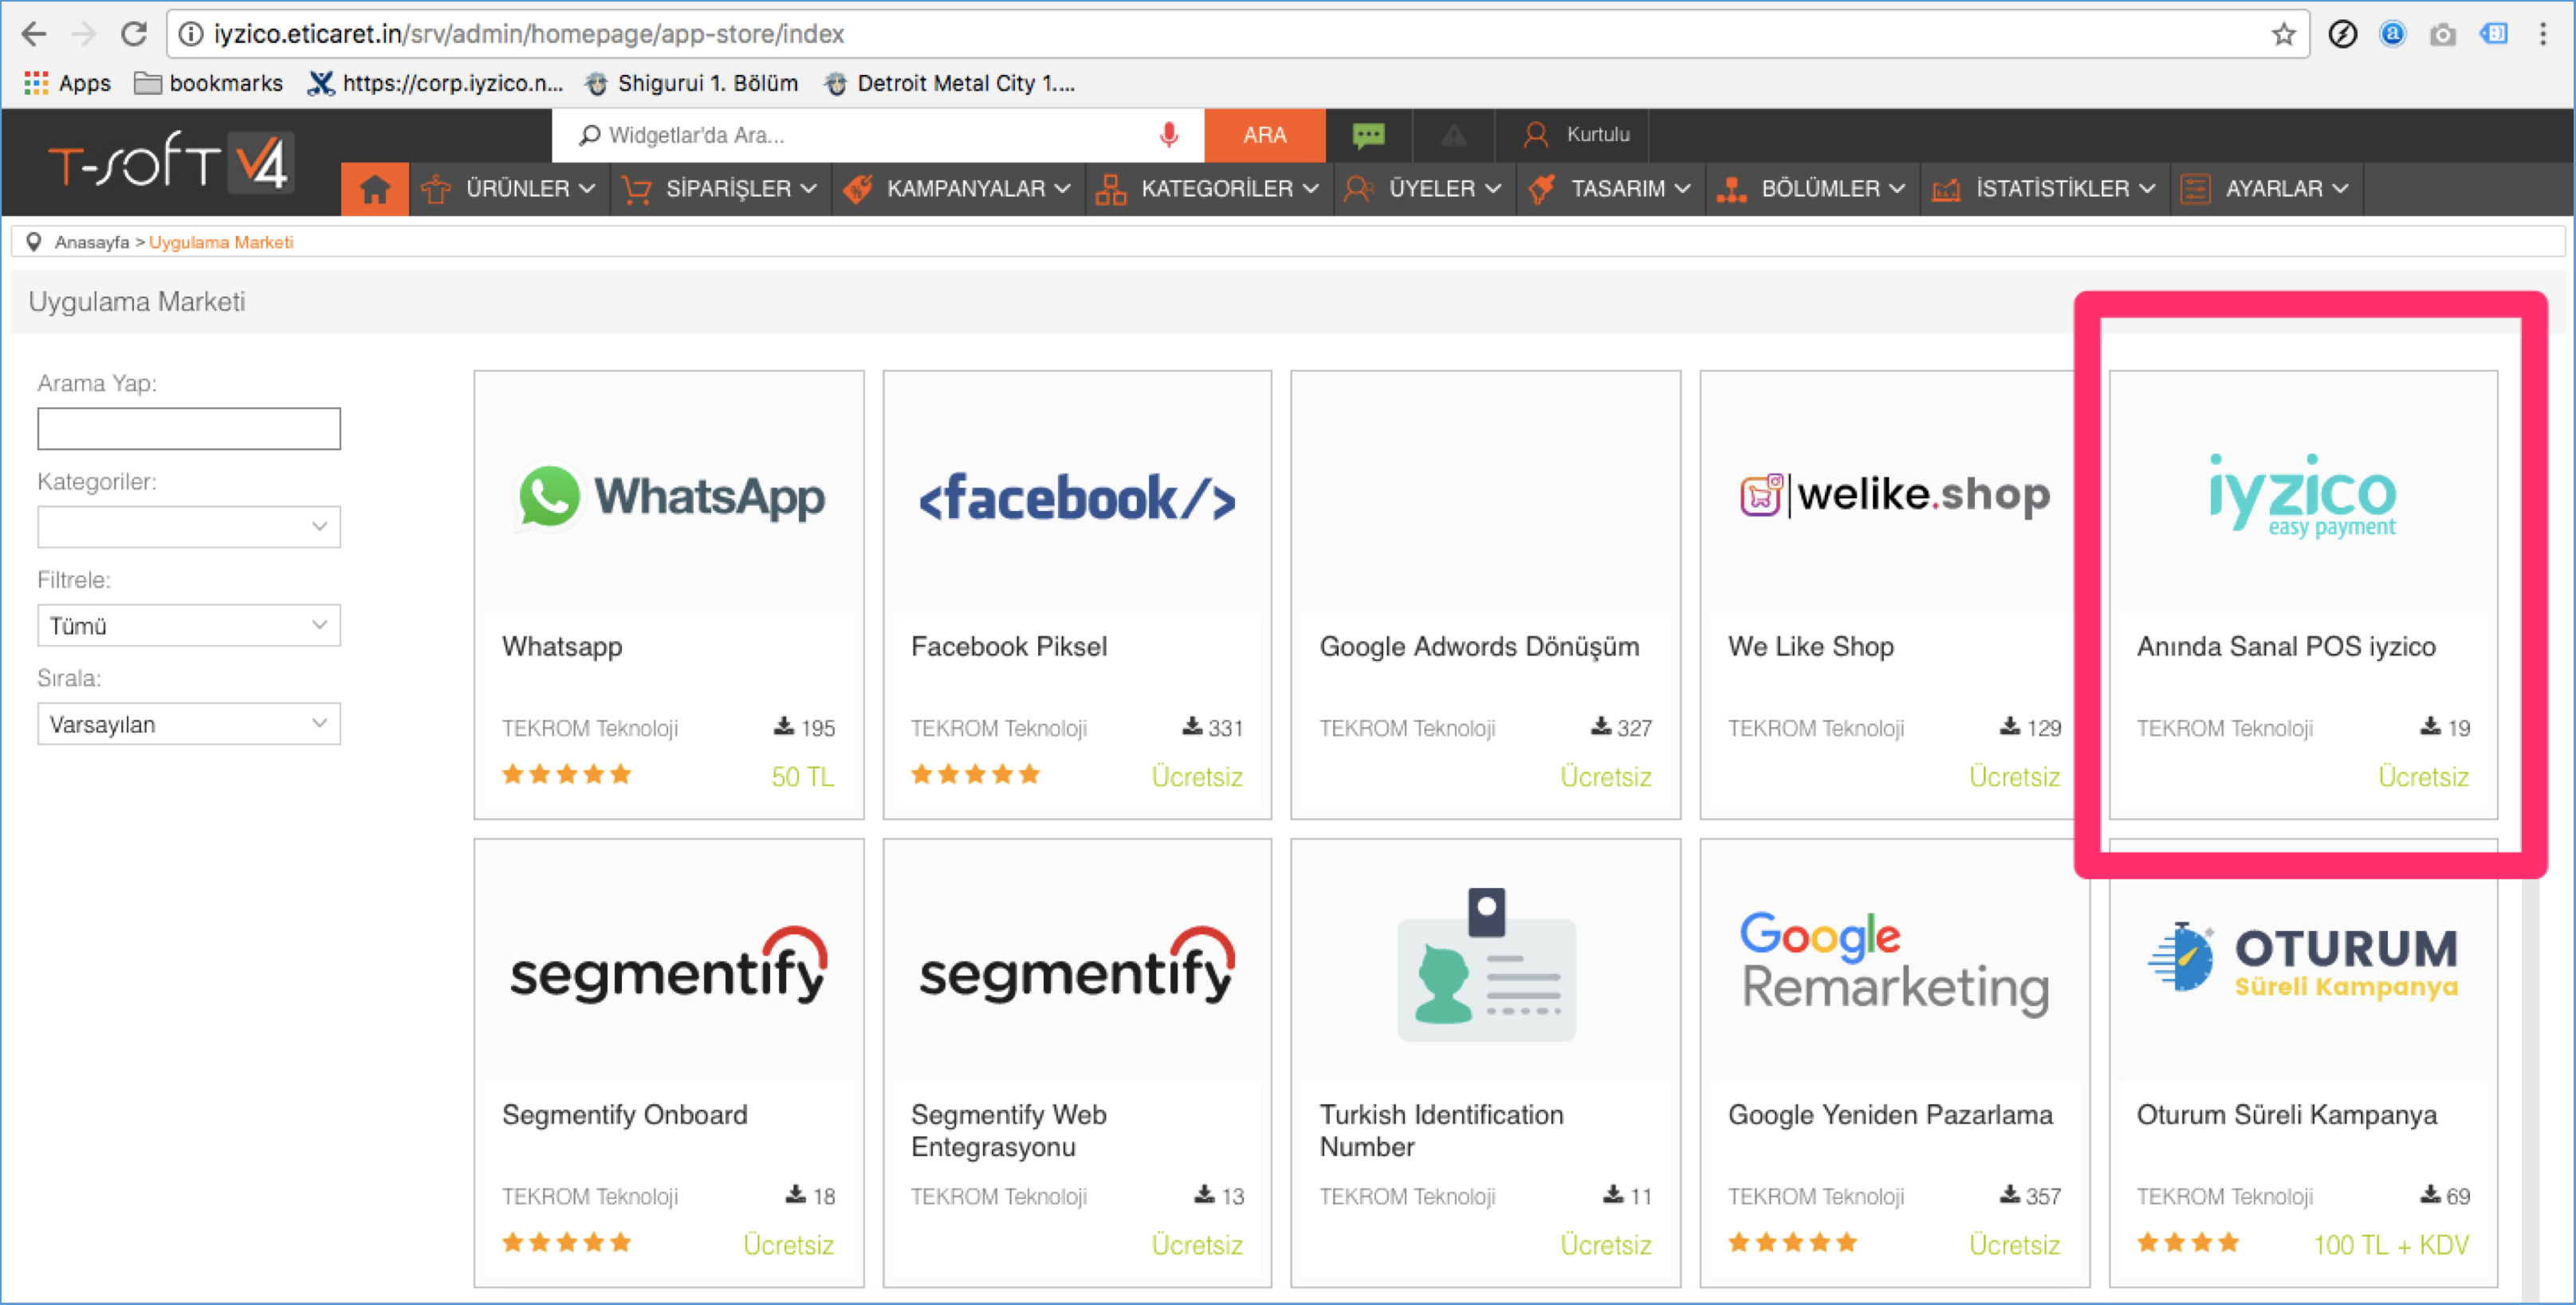 iyzico.eticaret.in/srv/admin/homepage/app-store/index
Apps bookmarks https://corp.iyzico.n... Shigurui 1. Bölüm Detroit Metal City 1....
T-SOFT V4
Widgetlar'da Ara...
ARA
Kurtulu
ÜRÜNLER SİPARİŞLER KAMPANYALAR KATEGORİLER ÜYELER TASARIM BÖLÜMLER İSTATİSTİKLER AYARLAR
Anasayfa > Uygulama Marketi
Uygulama Marketi
Arama Yap:
Kategoriler:
Filtrele:
Tümü
Sırala:
Varsayılan
WhatsApp
Whatsapp
TEKROM Teknoloji 195
50 TL
<facebook/>
Facebook Piksel
TEKROM Teknoloji 331
Ücretsiz
Google Adwords Dönüşüm
TEKROM Teknoloji 327
Ücretsiz
welike.shop
We Like Shop
TEKROM Teknoloji 129
Ücretsiz
iyzico
easy payment
Anında Sanal POS iyzico
TEKROM Teknoloji 19
Ücretsiz
segmentify
Segmentify Onboard
TEKROM Teknoloji 18
Ücretsiz
segmentify
Segmentify Web
Entegrasyonu
TEKROM Teknoloji 13
Ücretsiz
Turkish Identification
Number
TEKROM Teknoloji 11
Ücretsiz
Google
Remarketing
Google Yeniden Pazarlama
TEKROM Teknoloji 357
Ücretsiz
OTURUM
Süreli Kampanya
Oturum Süreli Kampanya
TEKROM Teknoloji 69
100 TL + KDV